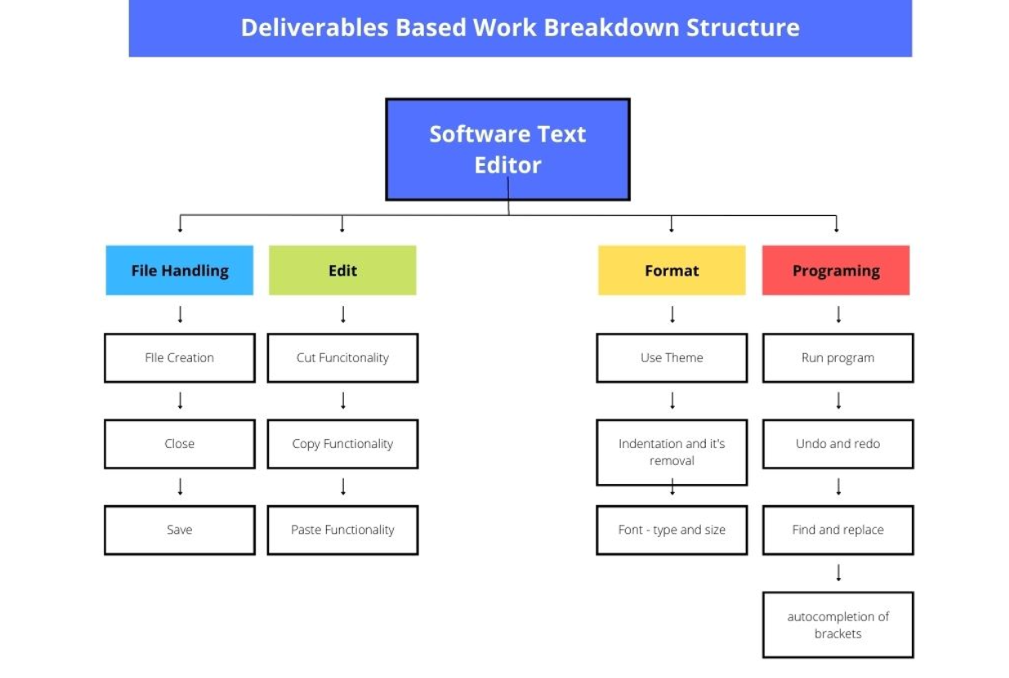 Deliverables Based Work Breakdown Structure
Software Text
Editor
File Handling
Edit
Format
Programing
FIle Creation
Cut Funcitonality
Use Theme
Run program
Close
Copy Functionality
Indentation and it's
removal
Undo and redo
Save
Paste Functionality
Font - type and size
Find and replace
autocompletion of
brackets